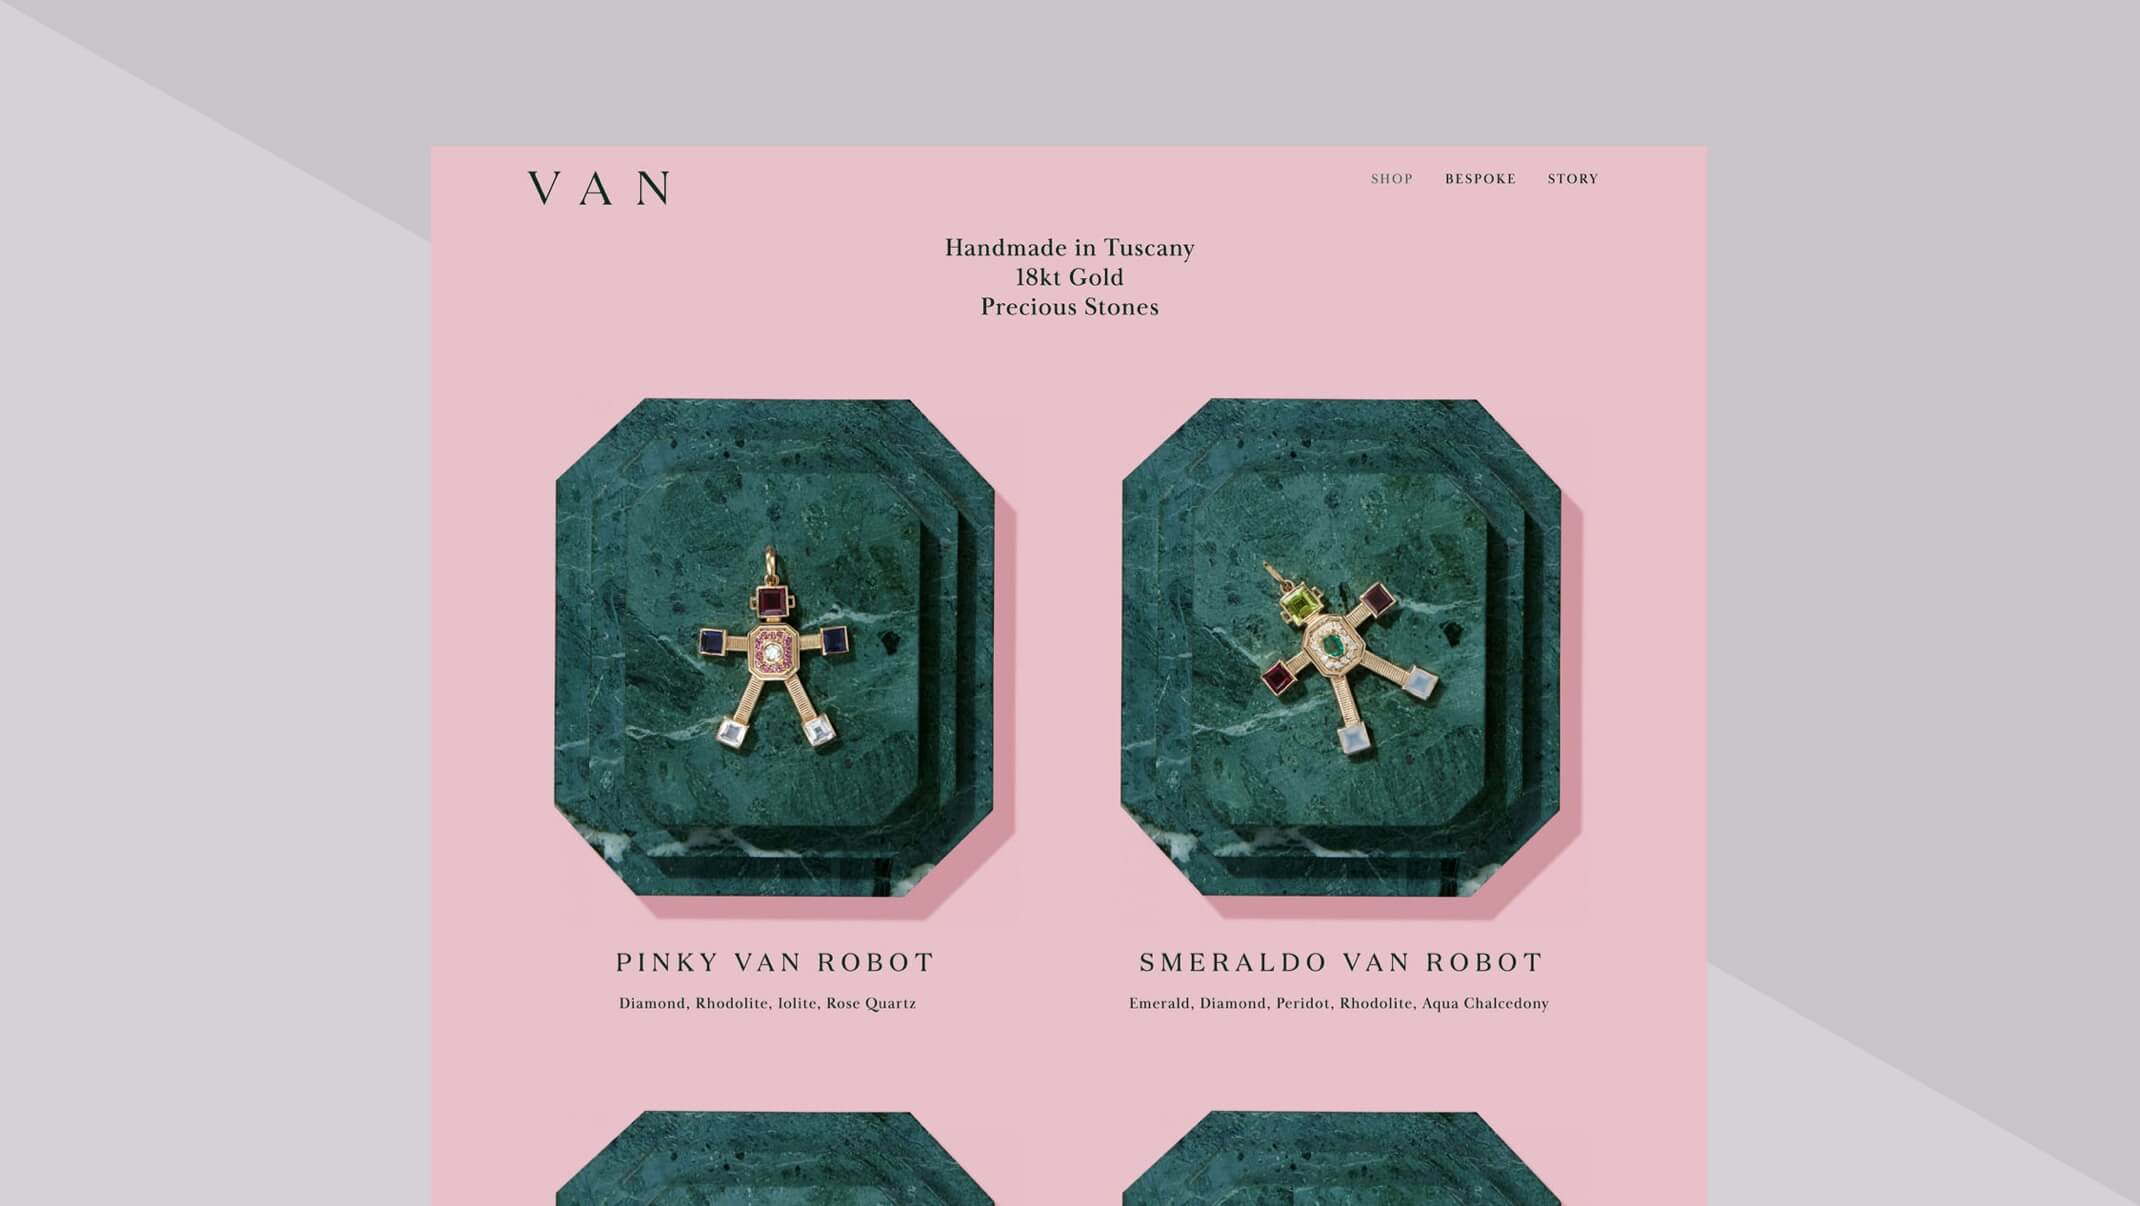 VAN
SHOP BESPOKE STORY
Handmade in Tuscany
18kt Gold
Precious Stones
PINKY VAN ROBOT
Diamond, Rhodolite, Iolite, Rose Quartz
SMERALDO VAN ROBOT
Emerald, Diamond, Peridot, Rhodolite, Aqua Chalcedony